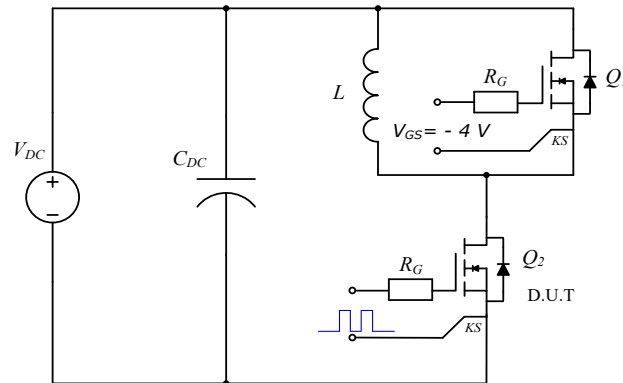 Q
R_G
L
V_GS= - 4 V
KS
V_DC
C_DC
Q_2
R_G
D.U.T
KS